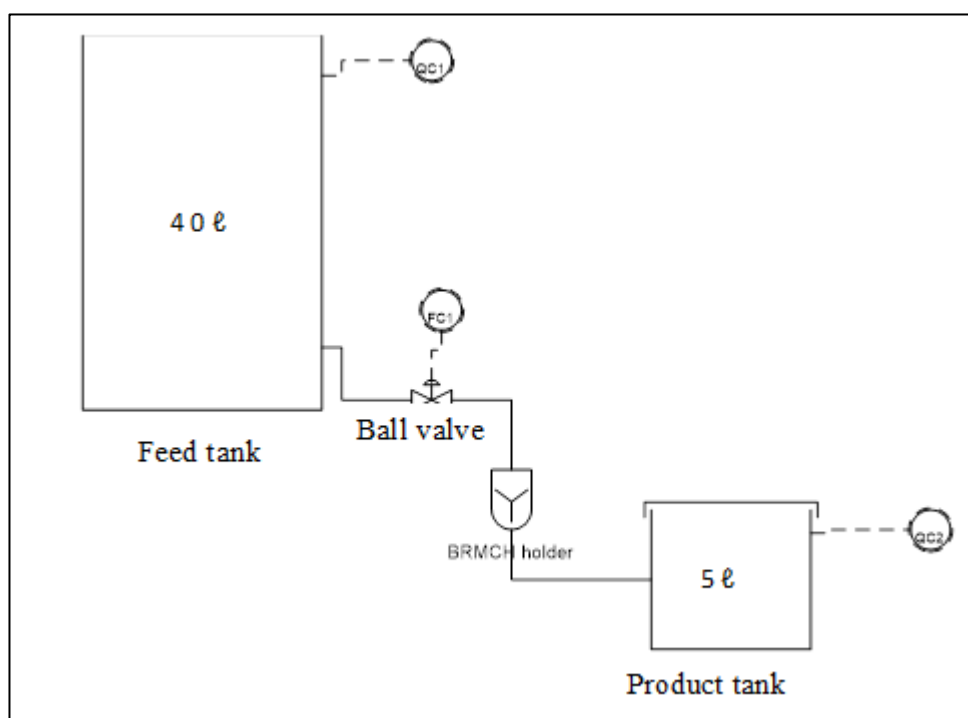 QC1
40 ℓ
FC1
Ball valve
Feed tank
BRMCH holder
QC2
5 ℓ
Product tank